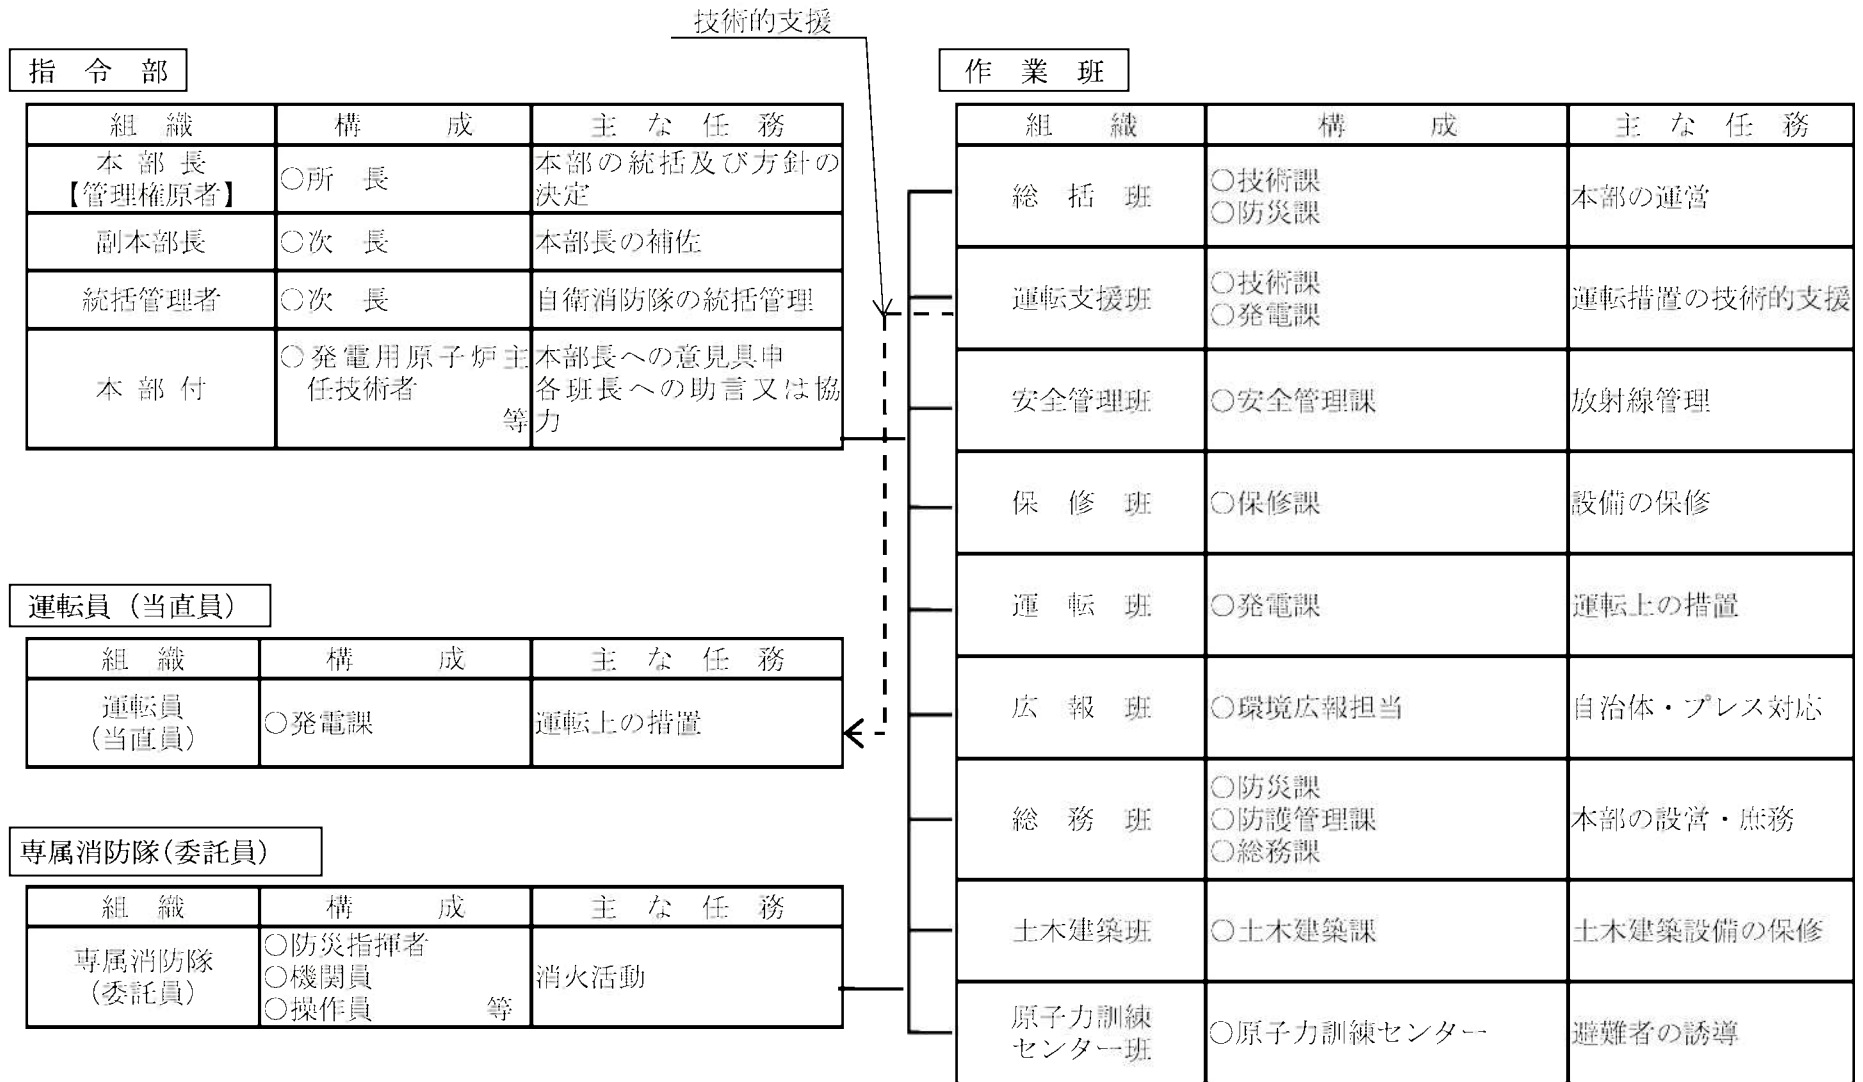 技術的支援
指 令 部
組 織 構 成 主 な 任 務
本 部 長
【管理権原者】
○所 長
本部の統括及び方針の
決定
副本部長 ○次 長 本部長の補佐
統括管理者 ○次 長 自衛消防隊の統括管理
本 部 付
○発電用原子炉主
任技術者
等
本部長への意見具申
各班長への助言又は協
力
運転員（当直員）
組 織 構 成 主 な 任 務
運転員
（当直員）
○発電課
運転上の措置
専属消防隊（委託員）
組 織 構 成 主 な 任 務
専属消防隊
（委託員）
○防災指揮者
○機関員
○操作員 等
消火活動
作 業 班
組 織 構 成 主 な 任 務
総 括 班
○技術課
○防災課
本部の運営
運転支援班
○技術課
○発電課
運転措置の技術的支援
安全管理班 ○安全管理課 放射線管理
保 修 班 ○保修課 設備の保修
運 転 班 ○発電課 運転上の措置
広 報 班 ○環境広報担当 自治体・プレス対応
総 務 班
○防災課
○防護管理課
○総務課
本部の設営・庶務
土木建築班 ○土木建築課 土木建築設備の保修
原子力訓練
センター班
○原子力訓練センター
避難者の誘導